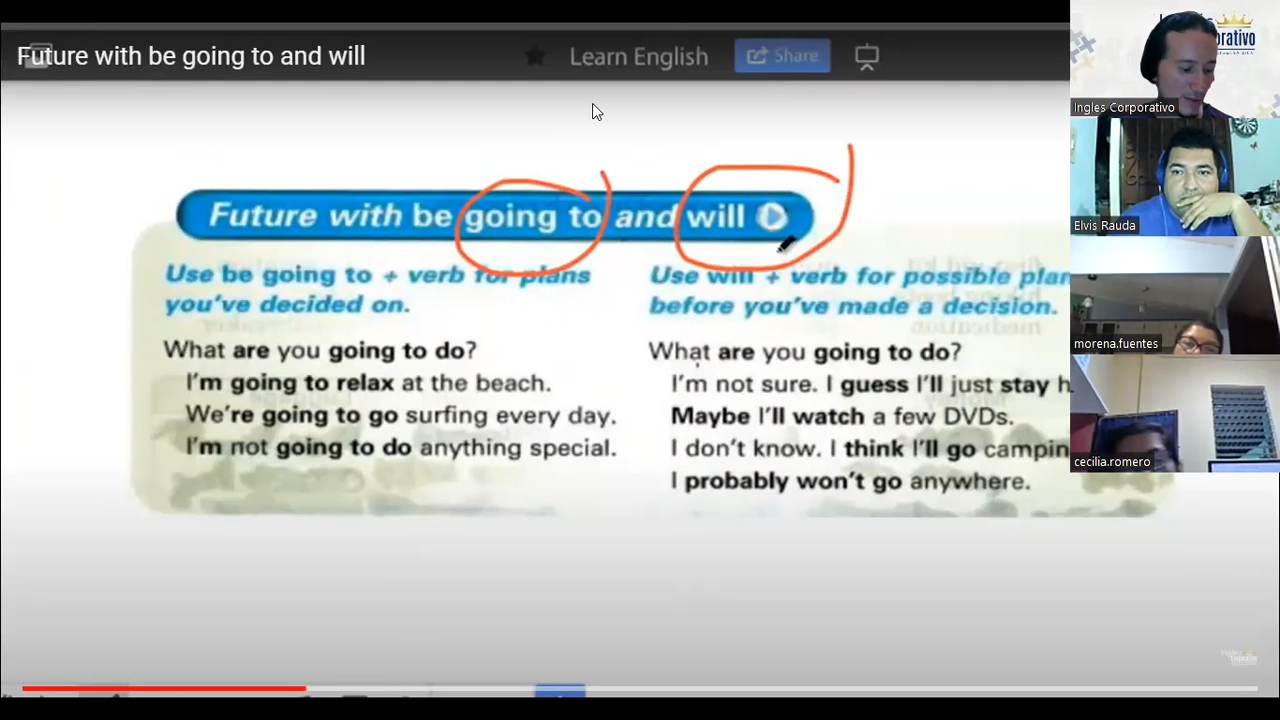 Future with be going to and will
Learn English
Share
Future with be going to and will
Use be going to + verb for plans
you've decided on.
What are you going to do?
I'm going to relax at the beach.
We're going to go surfing every day.
I'm not going to do anything special.
Use will + verb for possible plan
before you've made a decision.
What are you going to do?
I'm not sure. I guess I'll just stay h
Maybe I'll watch a few DVDs.
I don't know. I think I'll go campin
I probably won't go anywhere.
Ingles Corporativo
Elvis Rauda
morena.fuentes
cecilia.romero